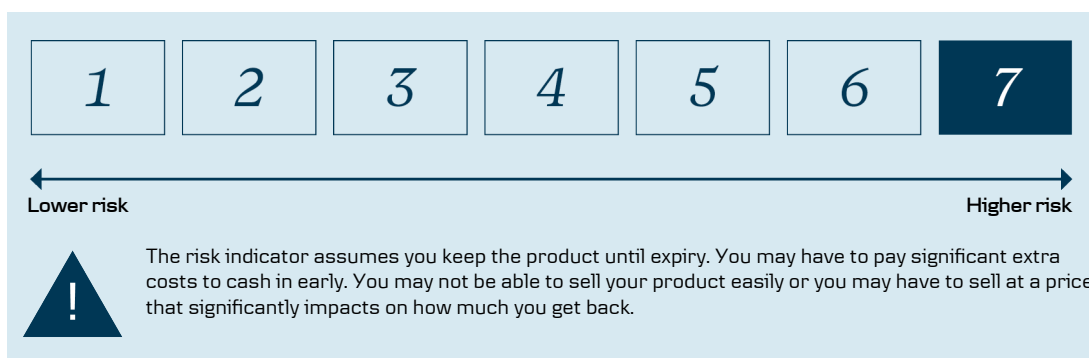 1 2 3 4 5 6 7
Lower risk Higher risk
The risk indicator assumes you keep the product until expiry. You may have to pay significant extra
costs to cash in early. You may not be able to sell your product easily or you may have to sell at a price
that significantly impacts on how much you get back.
!